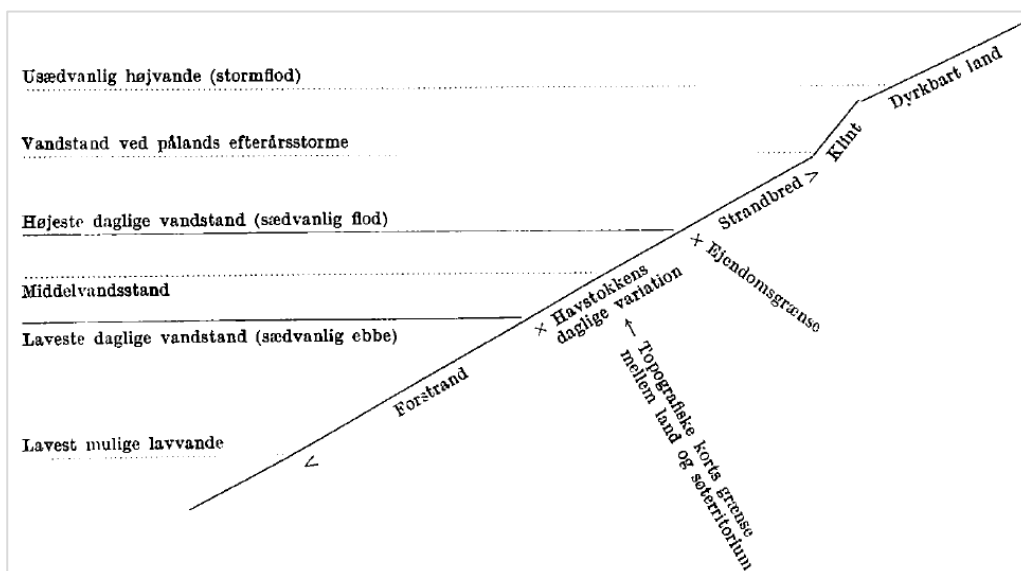 Usædvanlig højvande (stormflod)
Dyrkbart land
Vandstand ved pålands efterårsstorme
Klint
Strandbred >
Højeste daglige vandstand (sædvanlig flod)
× Ejendomsgrænse
Middelvandsstand
× Havstokkens
daglige variation
Laveste daglige vandstand (sædvanlig ebbe)
← Topografiske korts grænse
mellem land og søterritorium
Forstrand
Lavest mulige lavvande
<